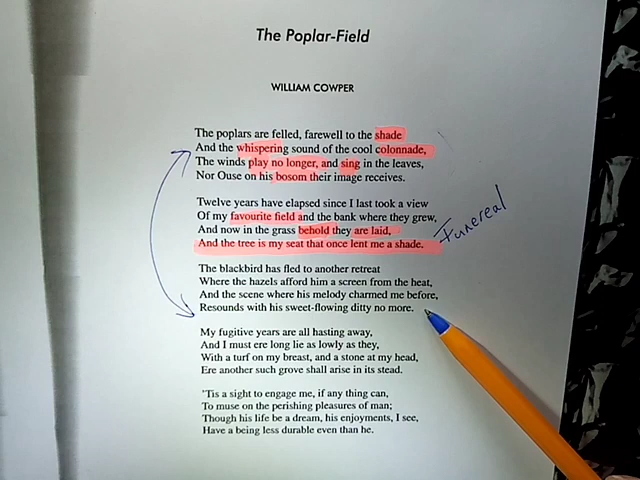 The Poplar-Field
WILLIAM COWPER
The poplars are felled, farewell to the shade
And the whispering sound of the cool colonnade,
The winds play no longer, and sing in the leaves,
Nor Ouse on his bosom their image receives.
Twelve years have elapsed since I last took a view
Of my favourite field and the bank where they grew,
And now in the grass behold they are laid,
And the tree is my seat that once lent me a shade.
Funereal
The blackbird has fled to another retreat
Where the hazels afford him a screen from the heat,
And the scene where his melody charmed me before,
Resounds with his sweet-flowing ditty no more.
My fugitive years are all hasting away,
And I must ere long lie as lowly as they,
With a turf on my breast, and a stone at my head,
Ere another such grove shall arise in its stead.
'Tis a sight to engage me, if any thing can,
To muse on the perishing pleasures of man;
Though his life be a dream, his enjoyments, I see,
Have a being less durable even than he.